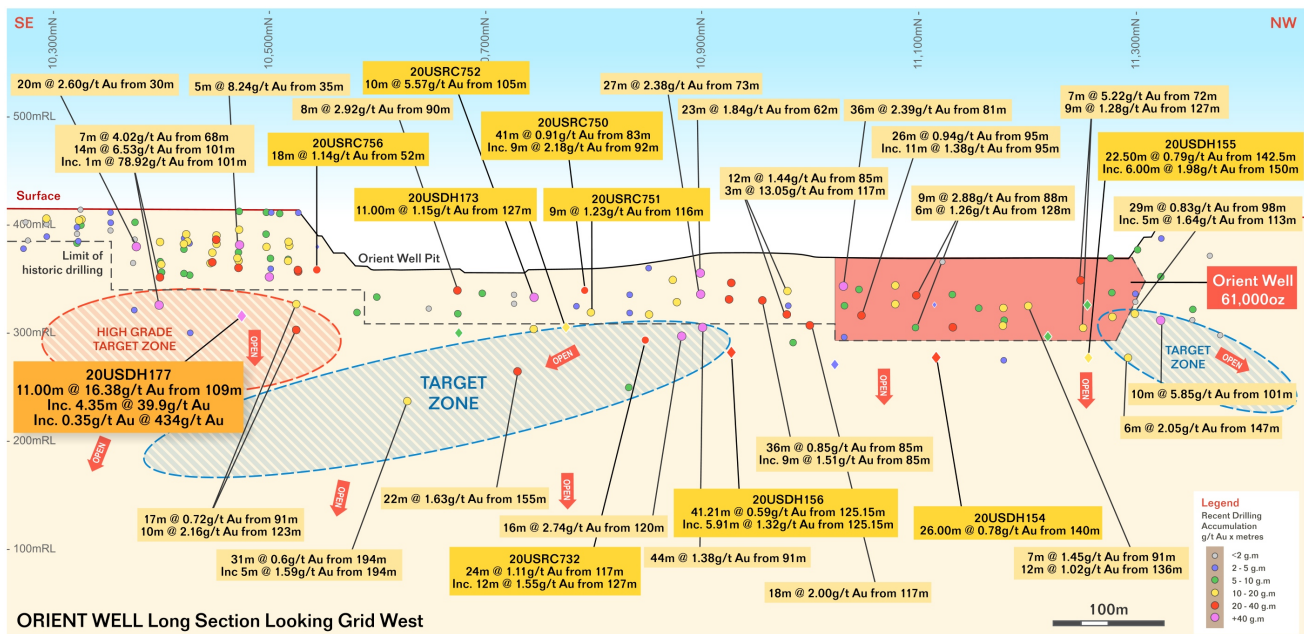 SE
NW
10,300mN
10,500mN
10,700mN
10,900mN
11,100mN
11,300mN
500mRL
400mRL
300mRL
200mRL
100mRL
Surface
20m @ 2.60g/t Au from 30m
5m @ 8.24g/t Au from 35m
20USRC752
10m @ 5.57g/t Au from 105m
27m @ 2.38g/t Au from 73m
7m @ 5.22g/t Au from 72m
9m @ 1.28g/t Au from 127m
8m @ 2.92g/t Au from 90m
23m @ 1.84g/t Au from 62m
36m @ 2.39g/t Au from 81m
7m @ 4.02g/t Au from 68m
14m @ 6.53g/t Au from 101m
Inc. 1m @ 78.92g/t Au from 101m
20USRC756
18m @ 1.14g/t Au from 52m
20USRC750
41m @ 0.91g/t Au from 83m
Inc. 9m @ 2.18g/t Au from 92m
26m @ 0.94g/t Au from 95m
Inc. 11m @ 1.38g/t Au from 95m
20USDH155
22.50m @ 0.79g/t Au from 142.5m
Inc. 6.00m @ 1.98g/t Au from 150m
12m @ 1.44g/t Au from 85m
3m @ 13.05g/t Au from 117m
20USDH173
11.00m @ 1.15g/t Au from 127m
20USRC751
9m @ 1.23g/t Au from 116m
9m @ 2.88g/t Au from 88m
6m @ 1.26g/t Au from 128m
29m @ 0.83g/t Au from 98m
Inc. 5m @ 1.64g/t Au from 113m
Limit of
historic drilling
Orient Well Pit
Orient Well
61,000oz
HIGH GRADE
TARGET ZONE
OPEN
20USDH177
11.00m @ 16.38g/t Au from 109m
Inc. 4.35m @ 39.9g/t Au
Inc. 0.35g/t Au @ 434g/t Au
OPEN
TARGET
ZONE
OPEN
OPEN
OPEN
OPEN
OPEN
TARGET
ZONE
OPEN
10m @ 5.85g/t Au from 101m
6m @ 2.05g/t Au from 147m
36m @ 0.85g/t Au from 85m
Inc. 9m @ 1.51g/t Au from 85m
22m @ 1.63g/t Au from 155m
17m @ 0.72g/t Au from 91m
10m @ 2.16g/t Au from 123m
16m @ 2.74g/t Au from 120m
20USDH156
41.21m @ 0.59g/t Au from 125.15m
Inc. 5.91m @ 1.32g/t Au from 125.15m
20USDH154
26.00m @ 0.78g/t Au from 140m
31m @ 0.6g/t Au from 194m
Inc 5m @ 1.59g/t Au from 194m
20USRC732
24m @ 1.11g/t Au from 117m
Inc. 12m @ 1.55g/t Au from 127m
44m @ 1.38g/t Au from 91m
7m @ 1.45g/t Au from 91m
12m @ 1.02g/t Au from 136m
18m @ 2.00g/t Au from 117m
Legend
Recent Drilling
Accumulation
g/t Au x metres
<2 g.m
2 - 5 g.m
5 - 10 g.m
10 - 20 g.m
20 - 40 g.m
+40 g.m
100m
ORIENT WELL Long Section Looking Grid West